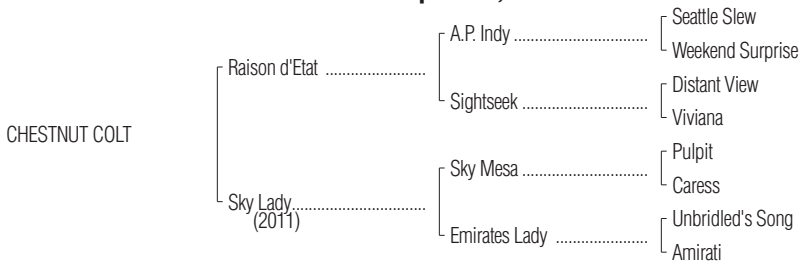 Seattle Slew
A.P. Indy ........................
Weekend Surprise
Raison d'Etat ..........................
Distant View
Sightseek ................................
Viviana
CHESTNUT COLT
Pulpit
Sky Mesa ................................
Caress
Sky Lady...................................
(2011)
Unbridled's Song
Emirates Lady ........................
Amirati